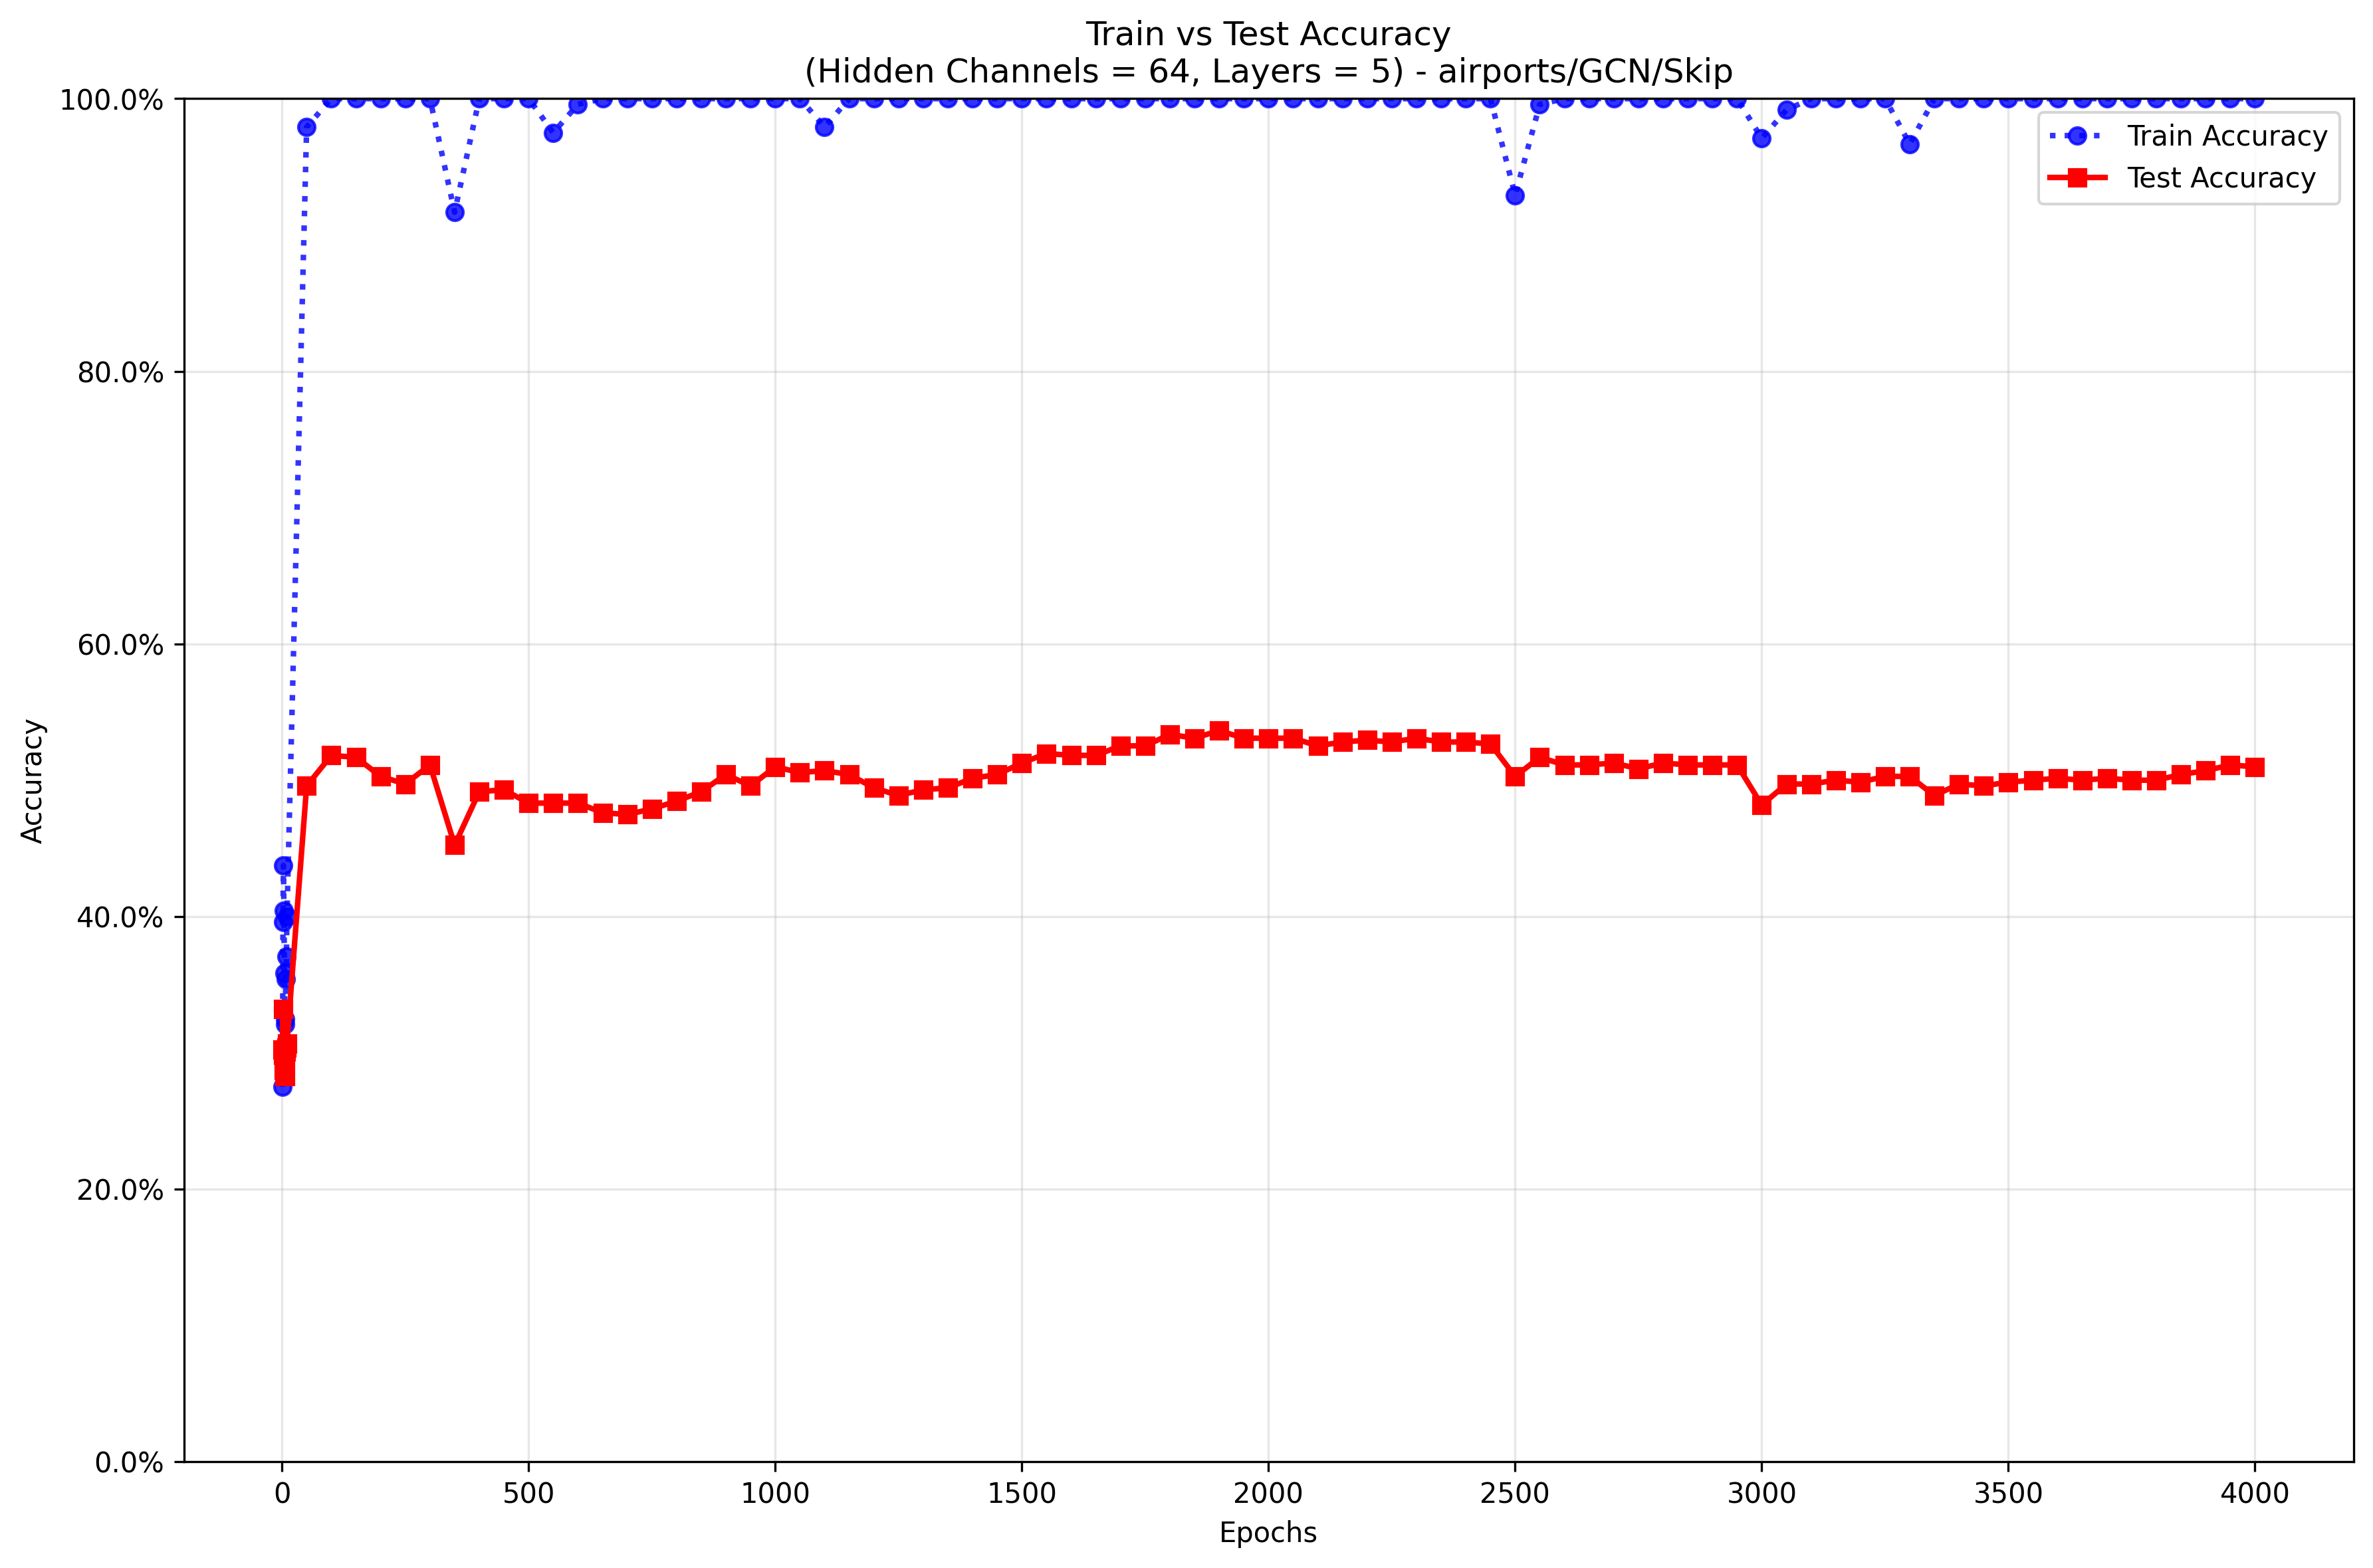 Train vs Test Accuracy
(Hidden Channels = 64, Layers = 5) - airports/GCN/Skip
100.0%
80.0%
60.0%
40.0%
20.0%
0.0%
Accuracy
Train Accuracy
Test Accuracy
0 500 1000 1500 2000 2500 3000 3500 4000
Epochs